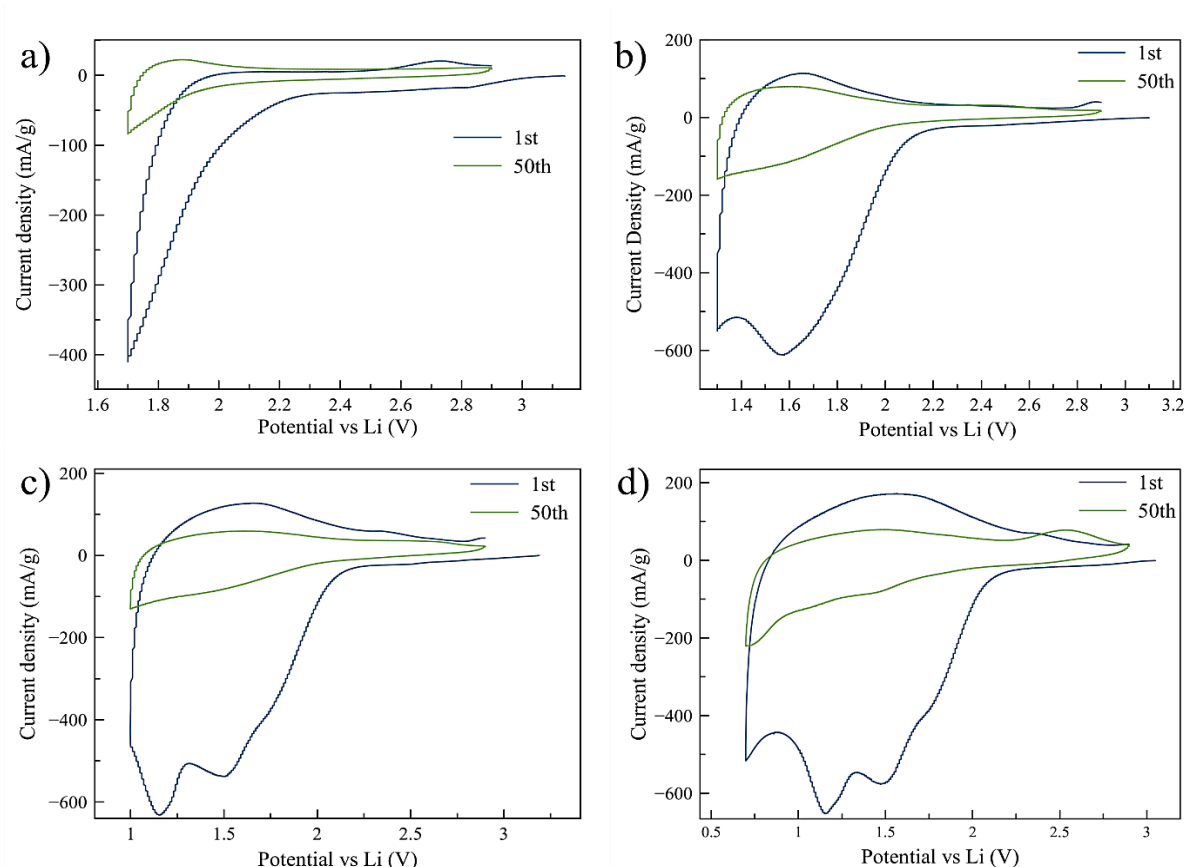 a)
0
−100
−200
−300
−400
Current density (mA/g)
1st
50th
1.6 1.8 2 2.2 2.4 2.6 2.8 3
Potential vs Li (V)
b)
200
0
−200
−400
−600
Current Density (mA/g)
1st
50th
1.4 1.6 1.8 2 2.2 2.4 2.6 2.8 3 3.2
Potential vs Li (V)
c)
200
0
−200
−400
−600
Current density (mA/g)
1st
50th
1 1.5 2 2.5 3
Potential vs Li (V)
d)
200
0
−200
−400
−600
Current density (mA/g)
1st
50th
0.5 1 1.5 2 2.5 3
Potential vs Li (V)